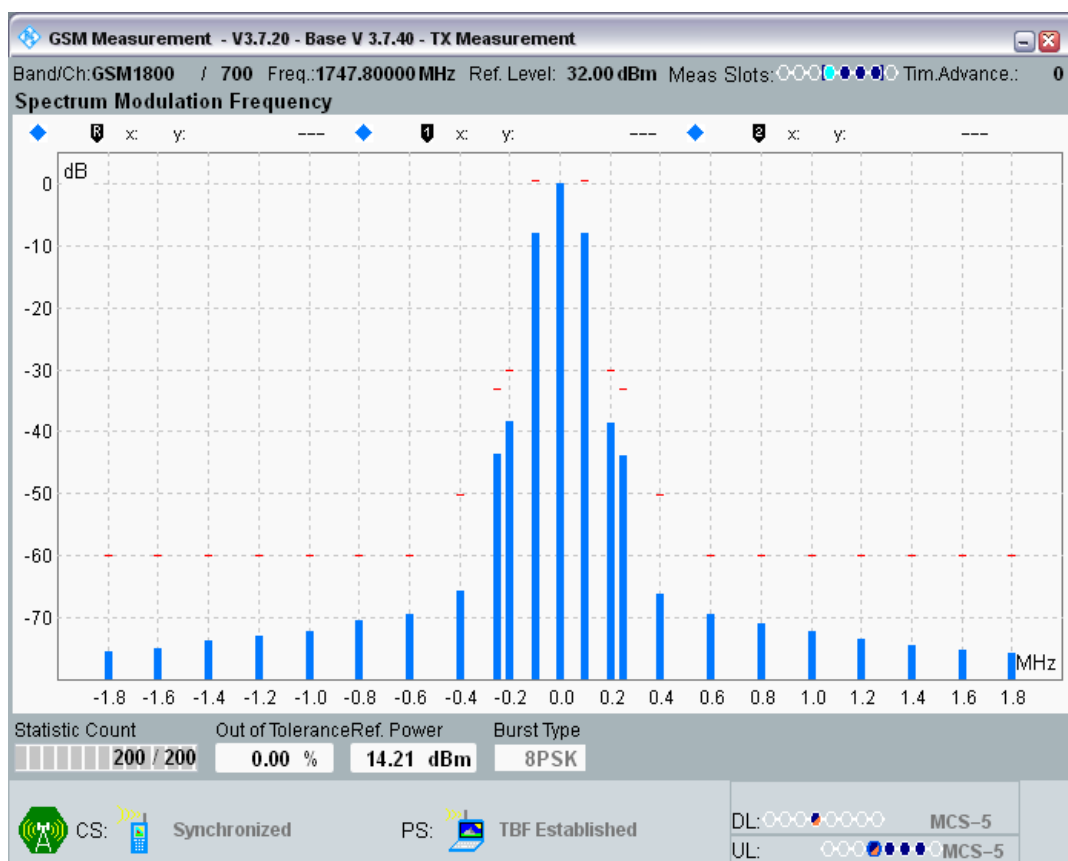 GSM Measurement - V3.7.20 - Base V 3.7.40 - TX Measurement
Band/Ch:GSM1800 / 700 Freq.:1747.80000 MHz Ref. Level: 32.00 dBm Meas Slots: Tim.Advance.: 0
Spectrum Modulation Frequency
R x: y: --- 1 x: y: --- 2 x: y: ---
dB
0
-10
-20
-30
-40
-50
-60
-70
MHz
-1.8 -1.6 -1.4 -1.2 -1.0 -0.8 -0.6 -0.4 -0.2 0.0 0.2 0.4 0.6 0.8 1.0 1.2 1.4 1.6 1.8
Statistic Count Out of Tolerance Ref. Power Burst Type
200 / 200 0.00 % 14.21 dBm 8PSK
CS: Synchronized PS: TBF Established
DL: MCS-5
UL: MCS-5